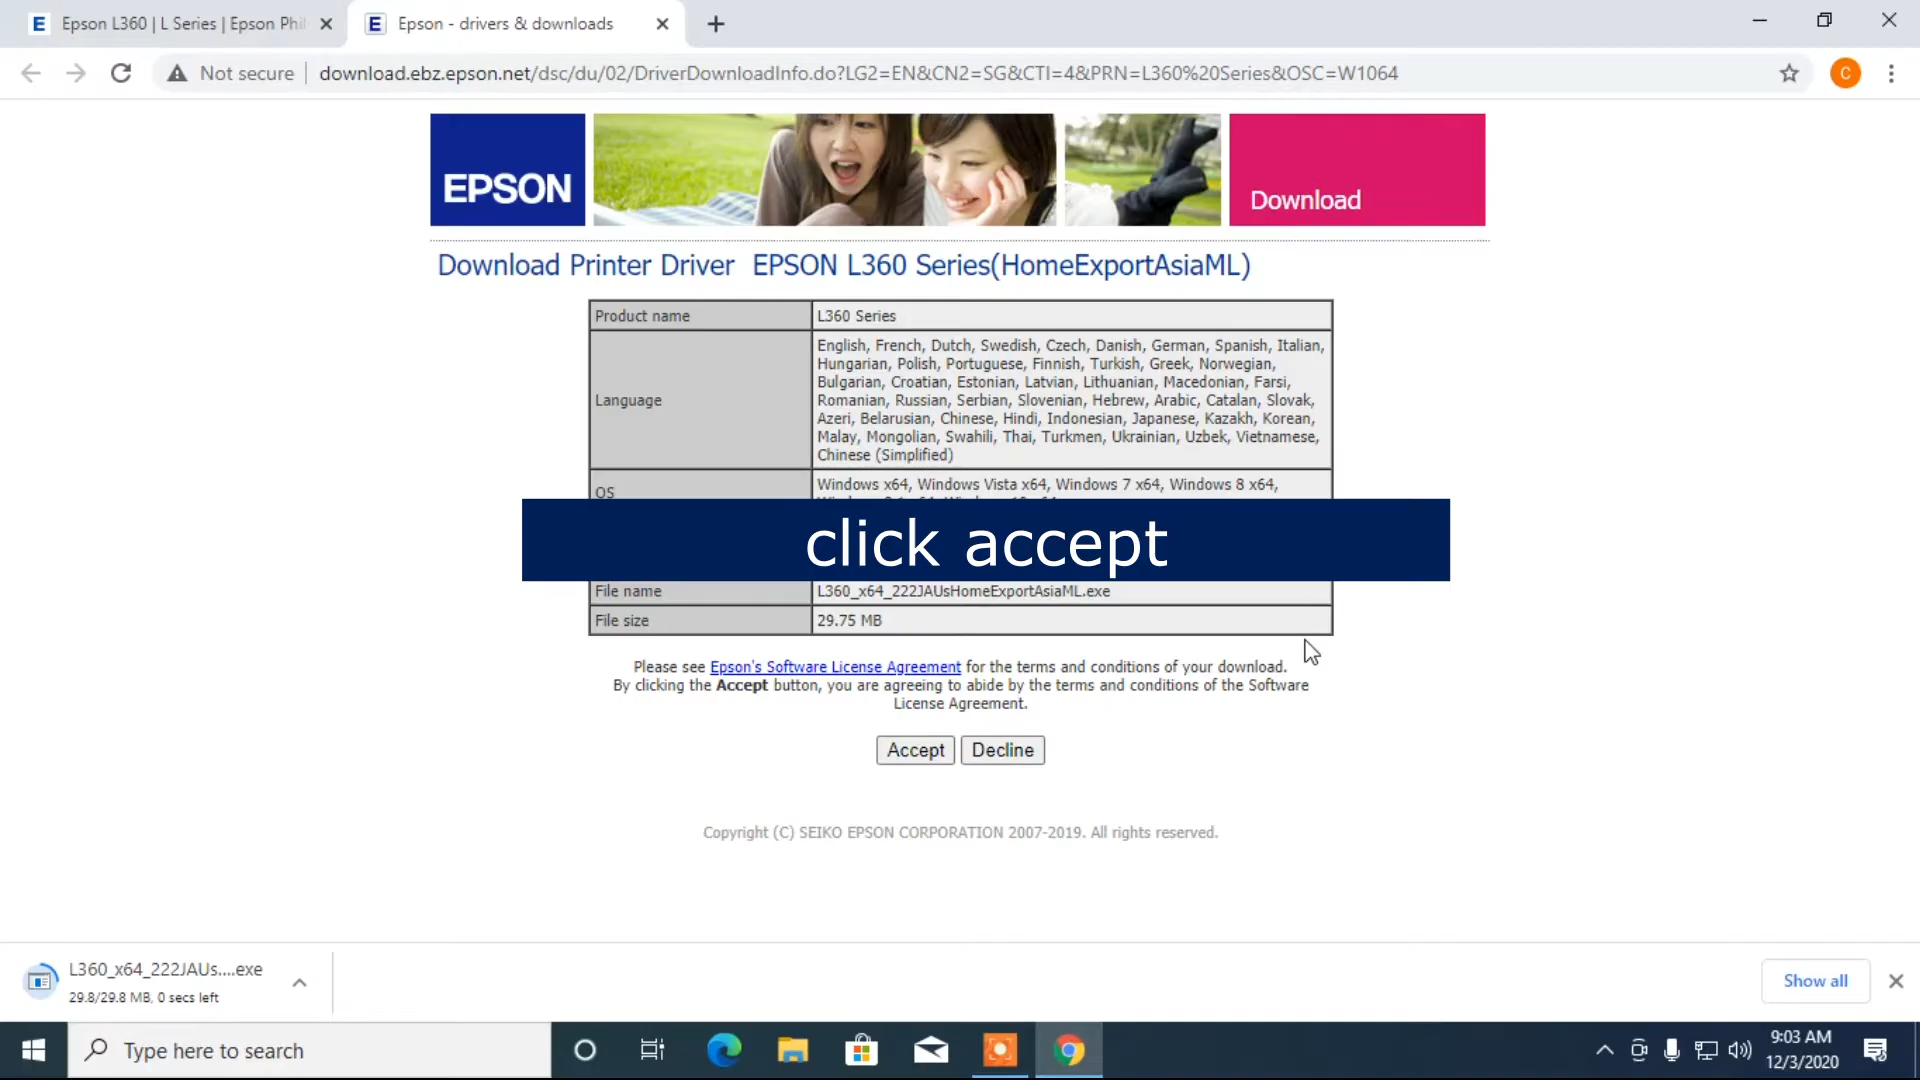 Epson L360 | L Series | Epson Phil
Epson - drivers & downloads
Not secure
download.ebz.epson.net/dsc/du/02/DriverDownloadInfo.do?LG2=EN&CN2=SG&CTI=4&PRN=L360%20Series&OSC=W1064
C
EPSON
Download
Download Printer Driver EPSON L360 Series(HomeExportAsiaML)
Product name
L360 Series
Language
English, French, Dutch, Swedish, Czech, Danish, German, Spanish, Italian,
Hungarian, Polish, Portuguese, Finnish, Turkish, Greek, Norwegian,
Bulgarian, Croatian, Estonian, Latvian, Lithuanian, Macedonian, Farsi,
Romanian, Russian, Serbian, Slovenian, Hebrew, Arabic, Catalan, Slovak,
Azeri, Belarusian, Chinese, Hindi, Indonesian, Japanese, Kazakh, Korean,
Malay, Mongolian, Swahili, Thai, Turkmen, Ukrainian, Uzbek, Vietnamese,
Chinese (Simplified)
OS
Windows x64, Windows Vista x64, Windows 7 x64, Windows 8 x64,
click accept
File name
L360_x64_222JAUsHomeExportAsiaML.exe
File size
29.75 MB
Please see Epson's Software License Agreement for the terms and conditions of your download.
By clicking the Accept button, you are agreeing to abide by the terms and conditions of the Software
License Agreement.
Accept
Decline
Copyright (C) SEIKO EPSON CORPORATION 2007-2019. All rights reserved.
L360_x64_222JAUs....exe
29.8/29.8 MB, 0 secs left
Show all
Type here to search
9:03 AM
12/3/2020